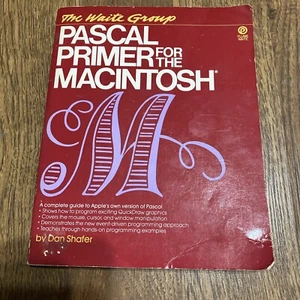 The Waite Group
PASCAL
PRIMER FOR THE
MACINTOSH®
M
A complete guide to Apple's own version of Pascal
• Shows how to program exciting QuickDraw graphics
• Covers the mouse, cursor, and window manipulation
• Demonstrates the new event-driven programming approach
• Teaches through hands-on programming examples
by Dan Shafer